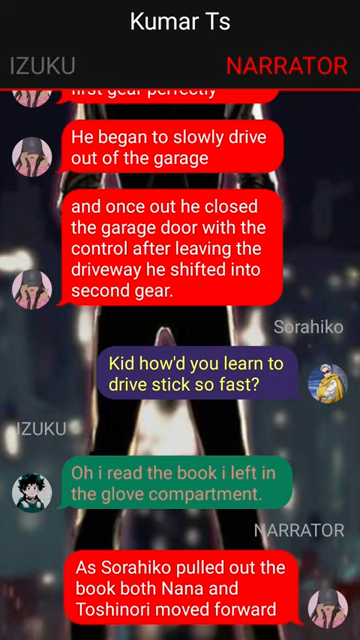 Kumar Ts
IZUKU
NARRATOR
first gear perfectly
He began to slowly drive
out of the garage
and once out he closed
the garage door with the
control after leaving the
driveway he shifted into
second gear.
Sorahiko
Kid how'd you learn to
drive stick so fast?
IZUKU
Oh i read the book i left in
the glove compartment.
NARRATOR
As Sorahiko pulled out the
book both Nana and
Toshinori moved forward